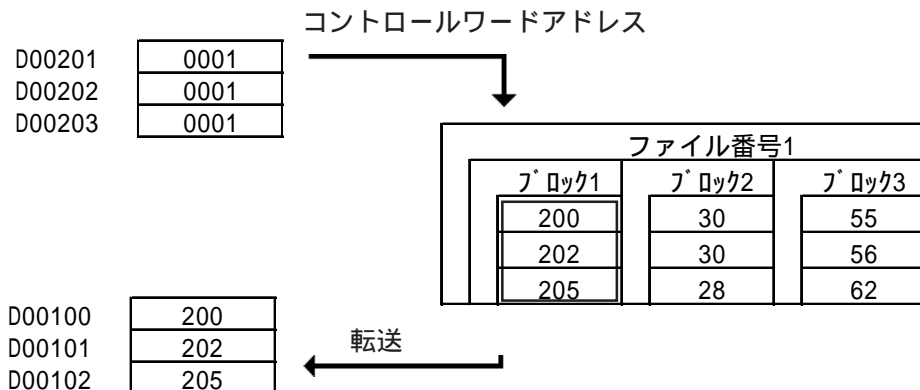 コントロールワードアドレス
D00201 0001
D00202 0001
D00203 0001
ファイル番号1
ブロック1 ブロック2 ブロック3
200 30 55
202 30 56
205 28 62
D00100 200
転送
D00101 202
D00102 205